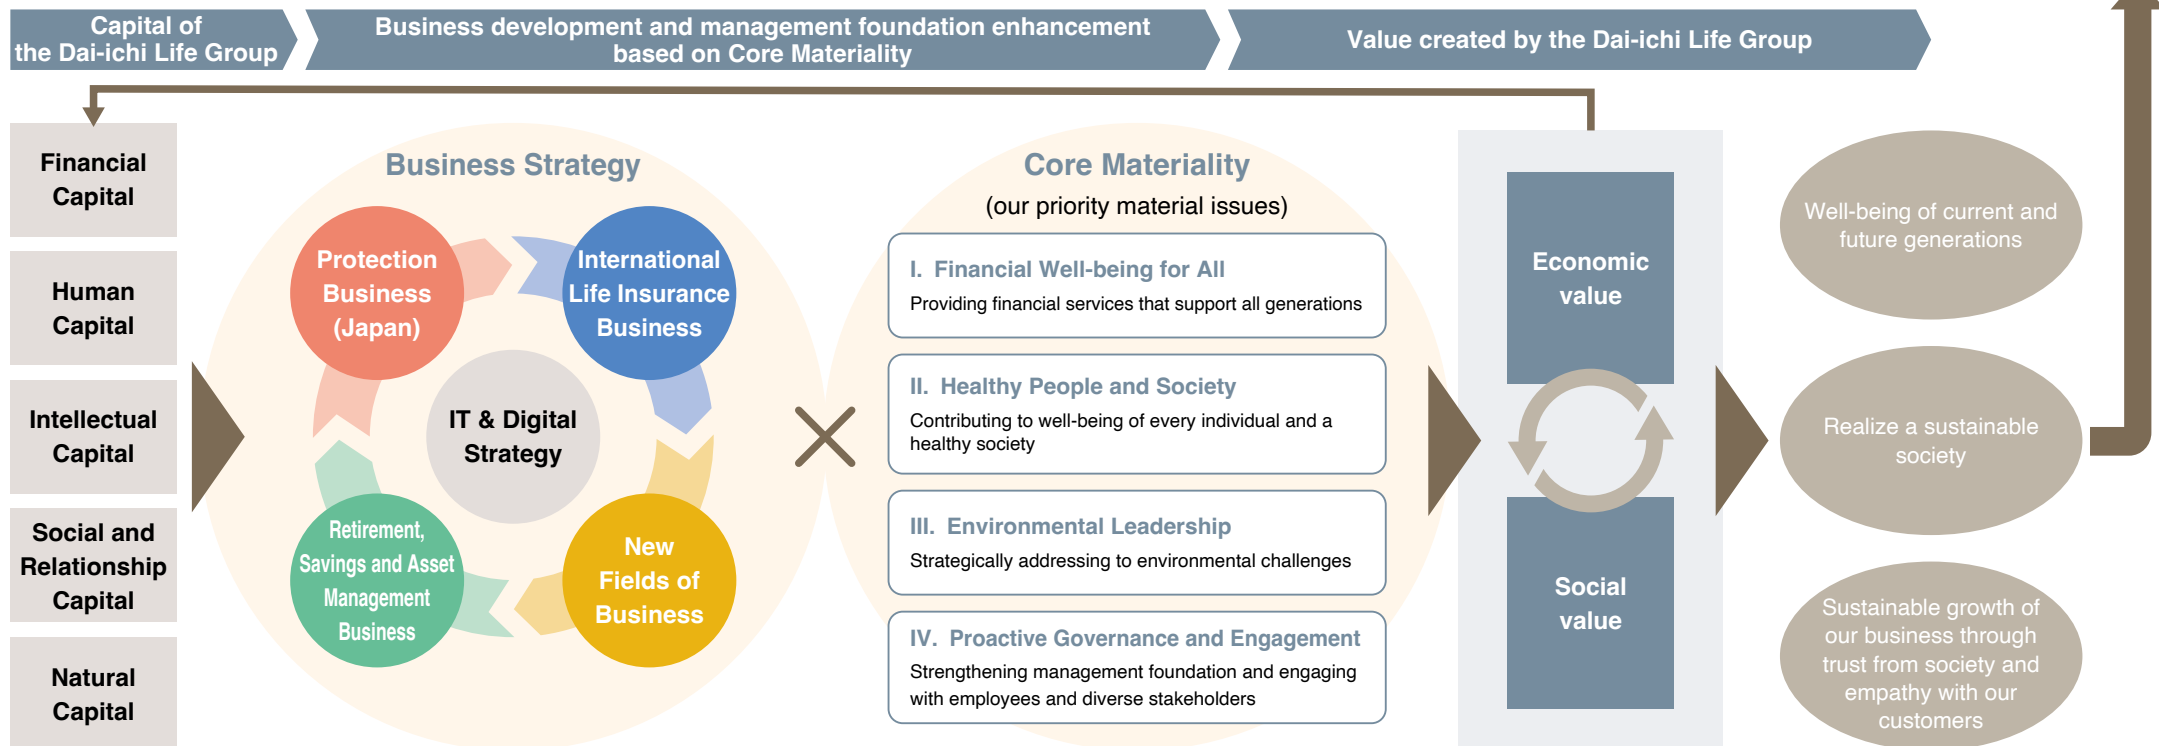 Capital of
the Dai-ichi Life Group
Business development and management foundation enhancement
based on Core Materiality
Value created by the Dai-ichi Life Group
Financial
Capital
Human
Capital
Intellectual
Capital
Social and
Relationship
Capital
Natural
Capital
Business Strategy
Protection
Business
(Japan)
International
Life Insurance
Business
IT & Digital
Strategy
Retirement,
Savings and Asset
Management
Business
New
Fields of
Business
Core Materiality
(our priority material issues)
I. Financial Well-being for All
Providing financial services that support all generations
II. Healthy People and Society
Contributing to well-being of every individual and a
healthy society
III. Environmental Leadership
Strategically addressing to environmental challenges
IV. Proactive Governance and Engagement
Strengthening management foundation and engaging
with employees and diverse stakeholders
Economic
value
Social
value
Well-being of current and
future generations
Realize a sustainable
society
Sustainable growth of
our business through
trust from society and
empathy with our
customers